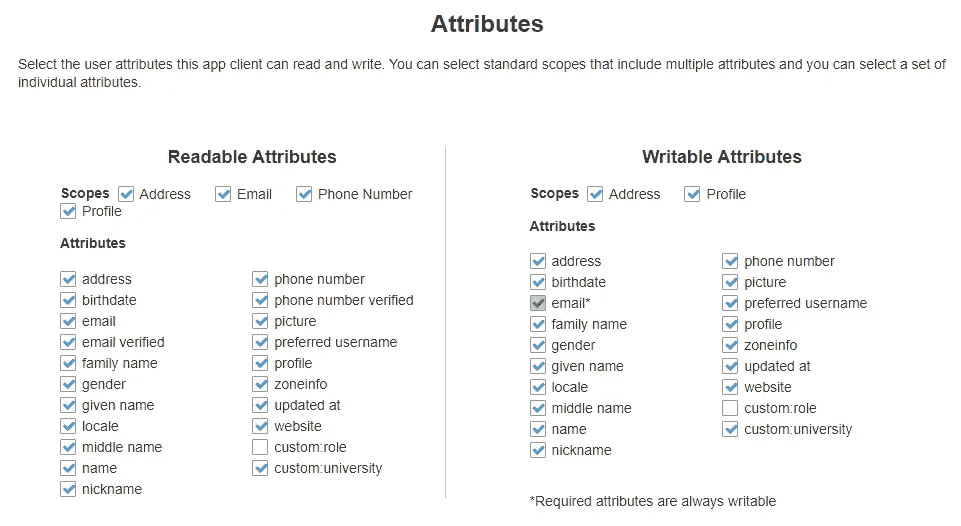 Attributes
Select the user attributes this app client can read and write. You can select standard scopes that include multiple attributes and you can select a set of
individual attributes.
Readable Attributes
Scopes Address Email Phone Number
Profile
Attributes
address
birthdate
email
email verified
family name
gender
given name
locale
middle name
name
nickname
phone number
phone number verified
picture
preferred username
profile
zoneinfo
updated at
website
custom:role
custom:university
Writable Attributes
Scopes Address Profile
Attributes
address
birthdate
email*
family name
gender
given name
locale
middle name
name
nickname
phone number
picture
preferred username
profile
zoneinfo
updated at
website
custom:role
custom:university
*Required attributes are always writable